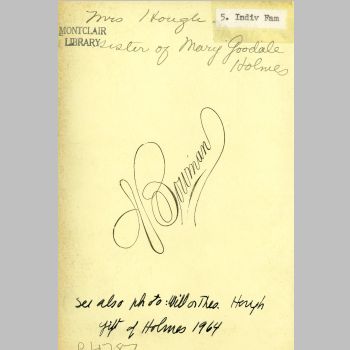 Mrs Hough
5. Indiv Fam
MONTCLAIR
LIBRARY
sister of Mary Goodale
Holmes
Bowman
see also photo: Will or Theo. Hough
gift of Holmes 1964